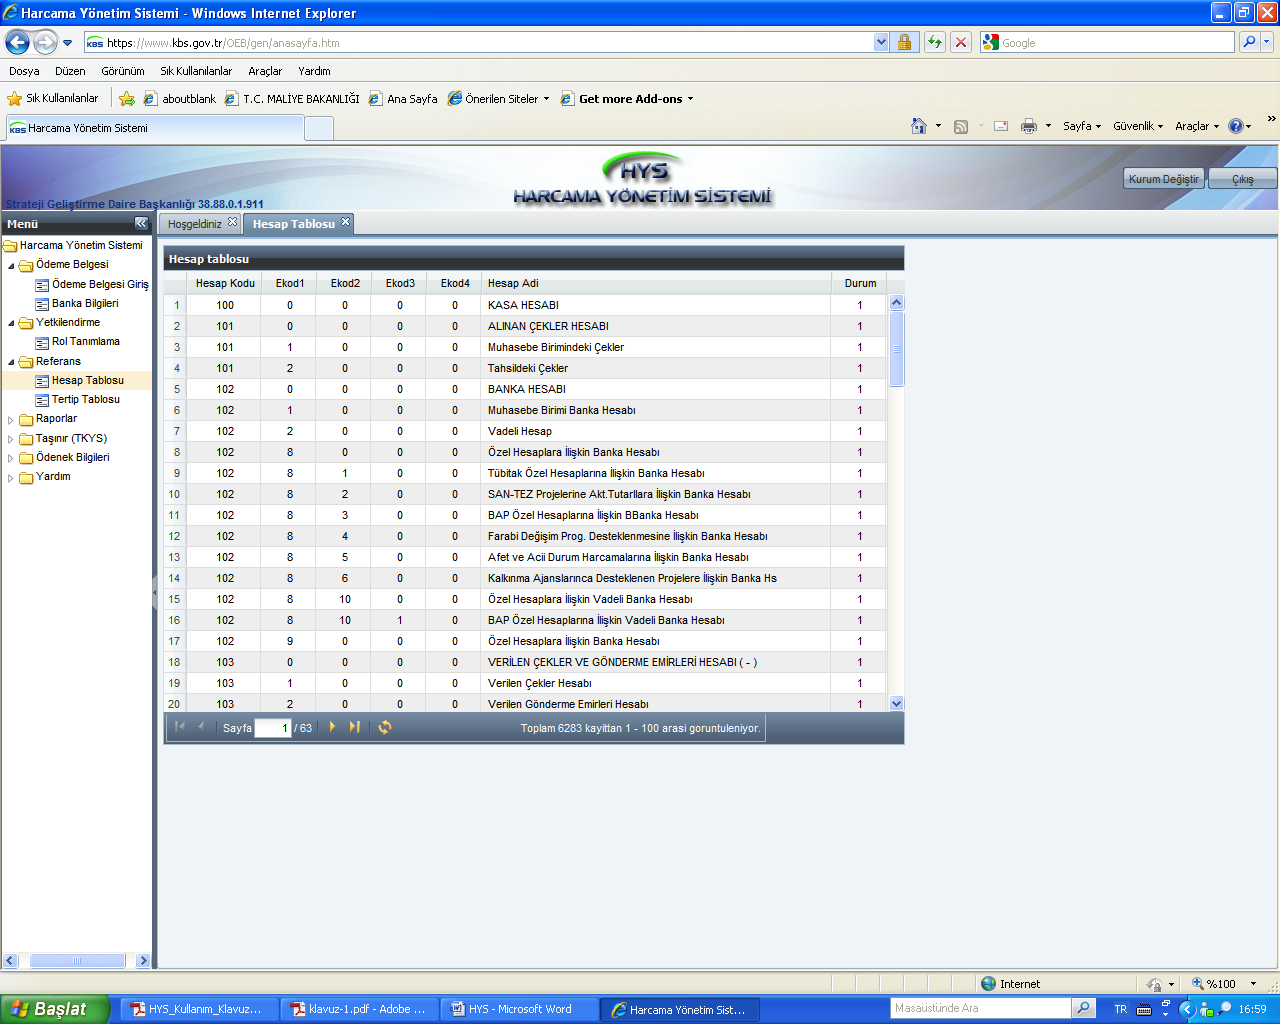 Harcama Yönetim Sistemi - Windows Internet Explorer
KBS https://www.kbs.gov.tr/OEB/gen/anasayfa.htm
Google
Dosya Düzen Görünüm Sık Kullanılanlar Araçlar Yardım
Sık Kullanılanlar aboutblank T.C. MALİYE BAKANLIĞI Ana Sayfa Önerilen Siteler Get more Add-ons
KBS Harcama Yönetim Sistemi
Sayfa Güvenlik Araçlar
HYS
HARCAMA YÖNETİM SİSTEMİ
Kurum Değiştir Çıkış
Strateji Geliştirme Daire Başkanlığı 38.88.0.1.911
Menü
Harcama Yönetim Sistemi
Ödeme Belgesi
Ödeme Belgesi Giriş
Banka Bilgileri
Yetkilendirme
Rol Tanımlama
Referans
Hesap Tablosu
Tertip Tablosu
Raporlar
Taşınır (TKYS)
Ödenek Bilgileri
Yardım
Hoşgeldiniz Hesap Tablosu
Hesap tablosu
Hesap Kodu Ekod1 Ekod2 Ekod3 Ekod4 Hesap Adi Durum
1 100 0 0 0 0 KASA HESABI 1
2 101 0 0 0 0 ALINAN ÇEKLER HESABI 1
3 101 1 0 0 0 Muhasebe Birimindeki Çekler 1
4 101 2 0 0 0 Tahsildeki Çekler 1
5 102 0 0 0 0 BANKA HESABI 1
6 102 1 0 0 0 Muhasebe Birimi Banka Hesabı 1
7 102 2 0 0 0 Vadeli Hesap 1
8 102 8 0 0 0 Özel Hesaplara İlişkin Banka Hesabı 1
9 102 8 1 0 0 Tübitak Özel Hesaplarına İlişkin Banka Hesabı 1
10 102 8 2 0 0 SAN-TEZ Projelerine Akt.Tutarllara İlişkin Banka Hesabı 1
11 102 8 3 0 0 BAP Özel Hesaplarına İlişkin BBanka Hesabı 1
12 102 8 4 0 0 Farabi Değişim Prog. Desteklenmesine İlişkin Banka Hesabı 1
13 102 8 5 0 0 Afet ve Acii Durum Harcamalarına İlişkin Banka Hesabı 1
14 102 8 6 0 0 Kalkınma Ajanslarınca Desteklenen Projelere İlişkin Banka Hs 1
15 102 8 10 0 0 Özel Hesaplara İlişkin Vadeli Banka Hesabı 1
16 102 8 10 1 0 BAP Özel Hesaplarına İlişkin Vadeli Banka Hesabı 1
17 102 9 0 0 0 Özel Hesaplara İlişkin Banka Hesabı 1
18 103 0 0 0 0 VERİLEN ÇEKLER VE GÖNDERME EMİRLERİ HESABI ( - ) 1
19 103 1 0 0 0 Verilen Çekler Hesabı 1
20 103 2 0 0 0 Verilen Gönderme Emirleri Hesabı 1
Sayfa 1 / 63 Toplam 6283 kayittan 1 - 100 arasi goruntuleniyor.
Internet %100
Başlat HYS_Kullanım_Klavuz... klavuz-1.pdf - Adobe ... HYS - Microsoft Word Harcama Yönetim Sist... Masaüstünde Ara TR 16:59